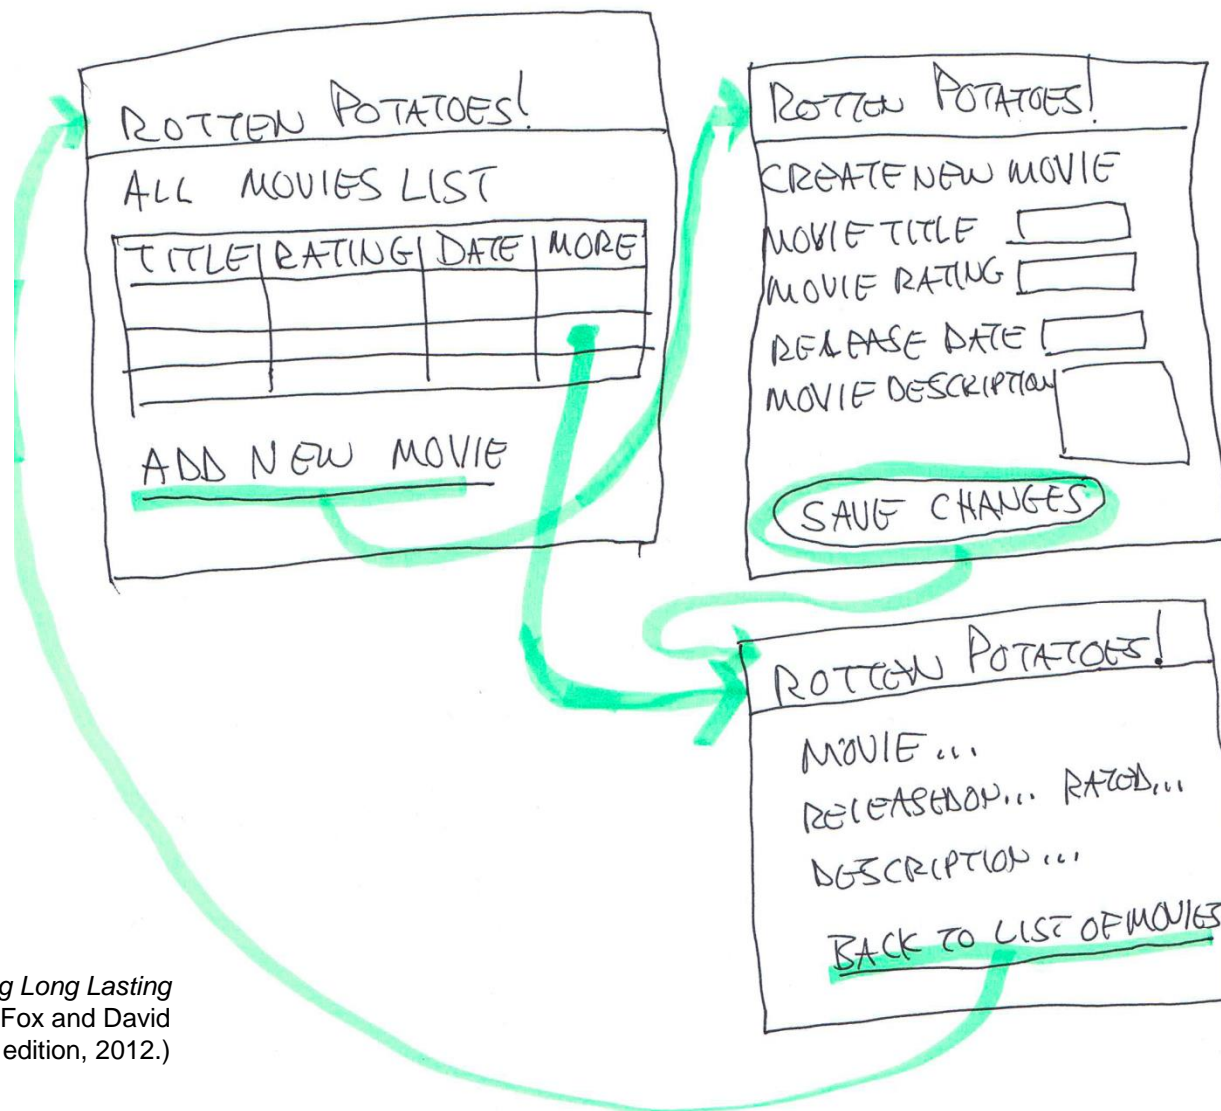 ROTTEN POTATOES!
ALL MOVIES LIST
TITLE RATING DATE MORE
ADD NEW MOVIE
ROTTEN POTATOES!
CREATE NEW MOVIE
MOVIE TITLE
MOVIE RATING
RELEASE DATE
MOVIE DESCRIPTION
SAVE CHANGES
ROTTEN POTATOES!
MOVIE ...
RELEASED ON... RATED...
DESCRIPTION ...
BACK TO LIST OF MOVIES
g Long Lasting
Fox and David
edition, 2012.)